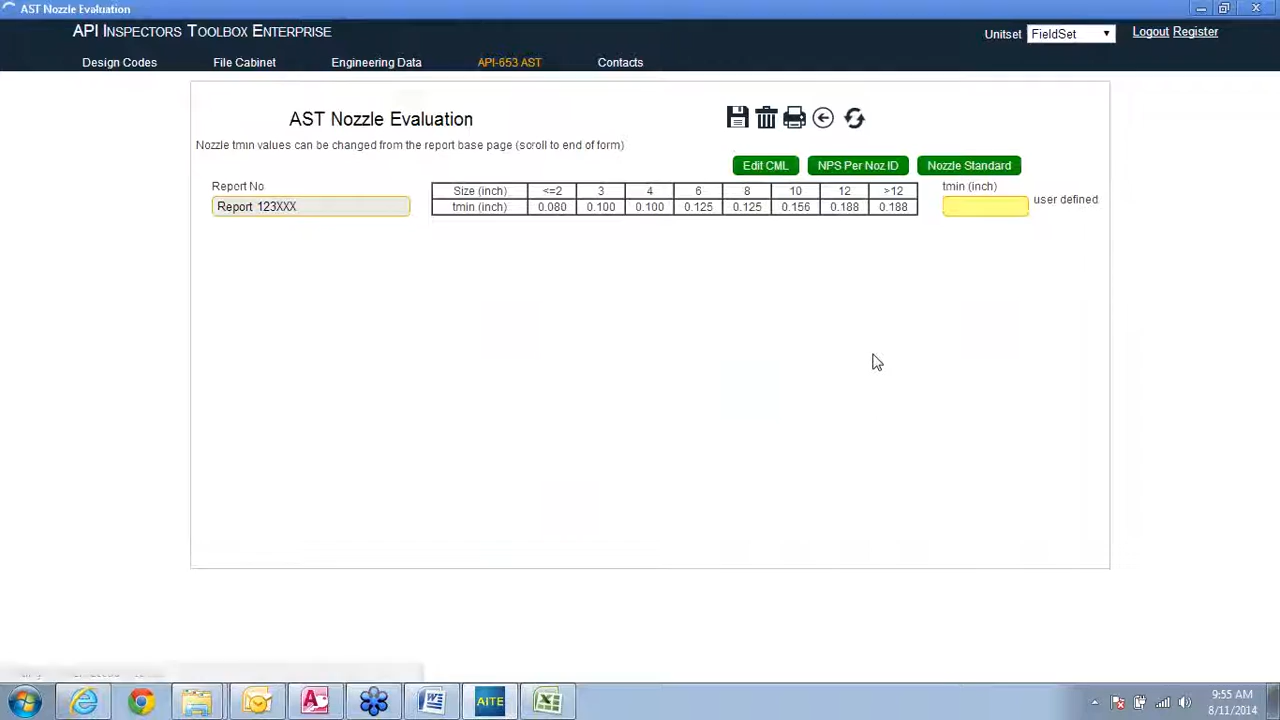 AST Nozzle Evaluation
API INSPECTORS TOOLBOX ENTERPRISE
Unitset FieldSet Logout Register
Design Codes File Cabinet Engineering Data API-653 AST Contacts
AST Nozzle Evaluation
Nozzle tmin values can be changed from the report base page (scroll to end of form)
Edit CML NPS Per Noz ID Nozzle Standard
Report No
Report 123XXX
Size (inch) <=2 3 4 6 8 10 12 >12
tmin (inch) 0.080 0.100 0.100 0.125 0.125 0.156 0.188 0.188
tmin (inch)
user defined
AITE
9:55 AM
8/11/2014